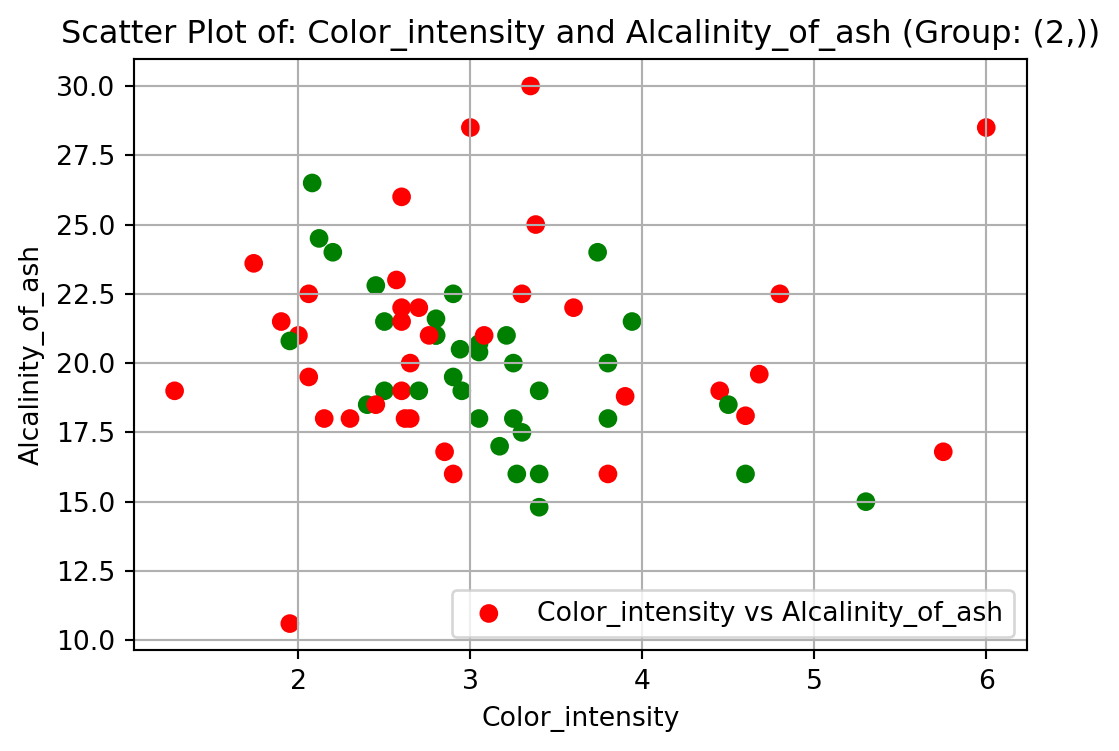 Scatter Plot of: Color_intensity and Alcalinity_of_ash (Group: (2,))
30.0
27.5
25.0
22.5
20.0
17.5
15.0
12.5
10.0
Alcalinity_of_ash
Color_intensity vs Alcalinity_of_ash
2 3 4 5 6
Color_intensity